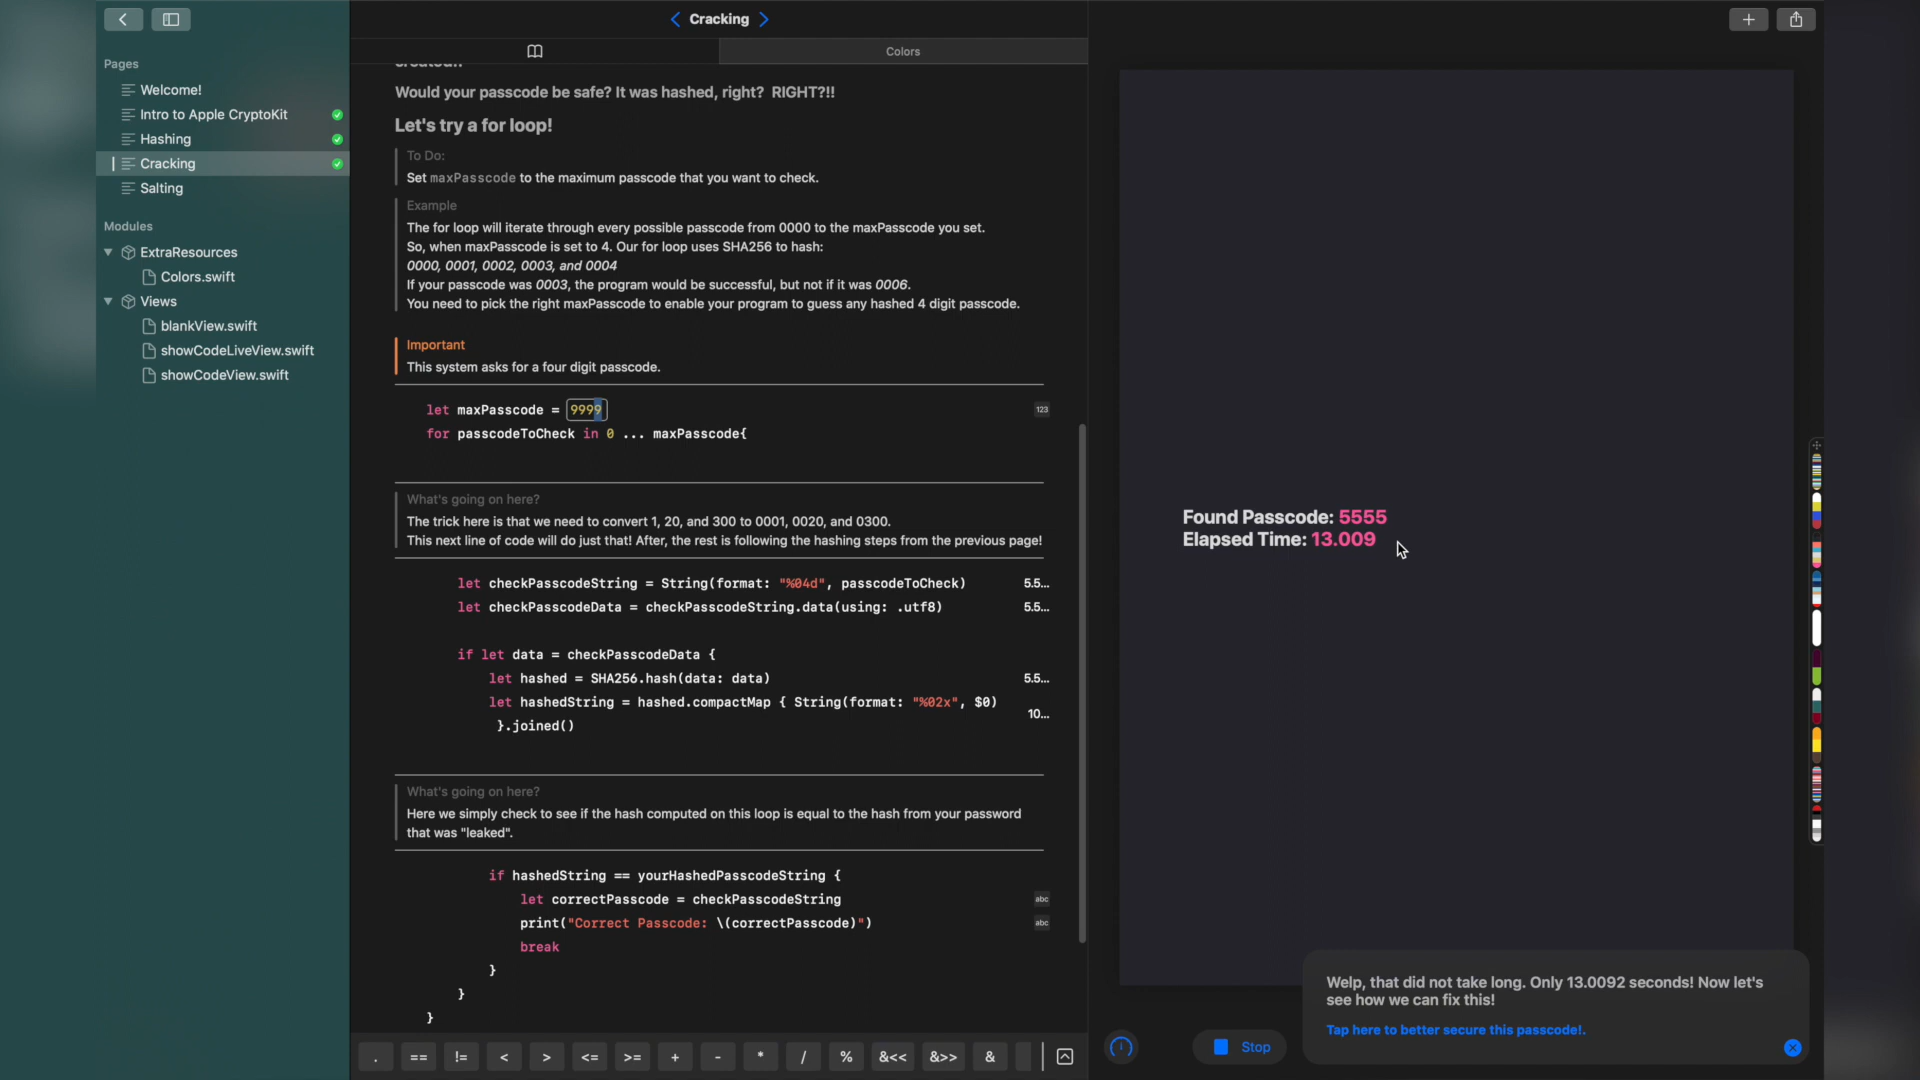 Cracking
Colors
Pages
Welcome!
Intro to Apple CryptoKit
Hashing
Cracking
Salting
Modules
ExtraResources
Colors.swift
Views
blankView.swift
showCodeLiveView.swift
showCodeView.swift
Would your passcode be safe? It was hashed, right?  RIGHT?!!
Let's try a for loop!
To Do:
Set maxPasscode to the maximum passcode that you want to check.
Example
The for loop will iterate through every possible passcode from 0000 to the maxPasscode you set.
So, when maxPasscode is set to 4. Our for loop uses SHA256 to hash:
0000, 0001, 0002, 0003, and 0004
If your passcode was 0003, the program would be successful, but not if it was 0006.
You need to pick the right maxPasscode to enable your program to guess any hashed 4 digit passcode.
Important
This system asks for a four digit passcode.
let maxPasscode = 9999
123
for passcodeToCheck in 0 ... maxPasscode{
What's going on here?
The trick here is that we need to convert 1, 20, and 300 to 0001, 0020, and 0300.
This next line of code will do just that! After, the rest is following the hashing steps from the previous page!
let checkPasscodeString = String(format: "%04d", passcodeToCheck) 5.5...
let checkPasscodeData = checkPasscodeString.data(using: .utf8) 5.5...
if let data = checkPasscodeData {
let hashed = SHA256.hash(data: data) 5.5...
let hashedString = hashed.compactMap { String(format: "%02x", $0)
10...
}.joined()
What's going on here?
Here we simply check to see if the hash computed on this loop is equal to the hash from your password
that was "leaked".
if hashedString == yourHashedPasscodeString {
let correctPasscode = checkPasscodeString abc
print("Correct Passcode: \(correctPasscode)") abc
break
}
}
}
. == != < > <= >= + - * / % &<< &>> &
Found Passcode: 5555
Elapsed Time: 13.009
Welp, that did not take long. Only 13.0092 seconds! Now let's
see how we can fix this!
Tap here to better secure this passcode!.
Stop